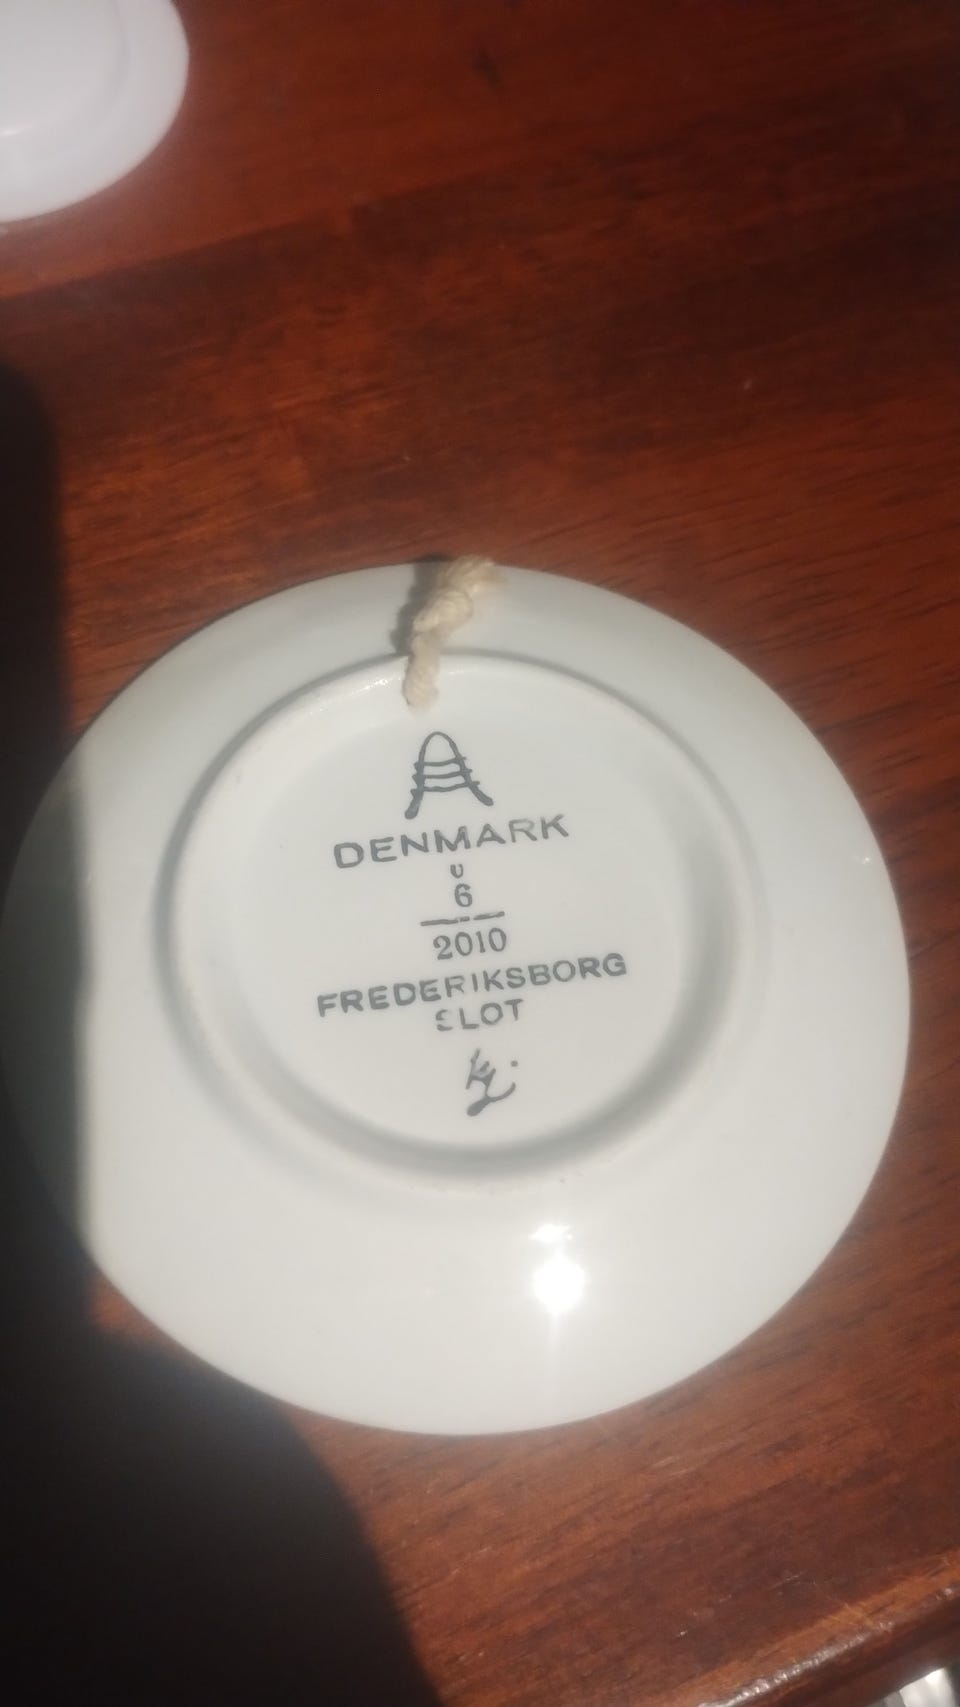 A
DENMARK
U
6
2010
FREDERIKSBORG
SLOT